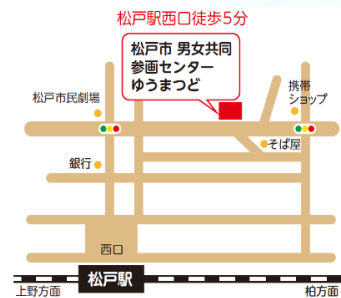 松戸駅西口徒歩5分
松戸市 男女共同
参画センター
ゆうまつど
携帯
ショップ
松戸市民劇場
そば屋
銀行
西口
松戸駅
上野方面
柏方面